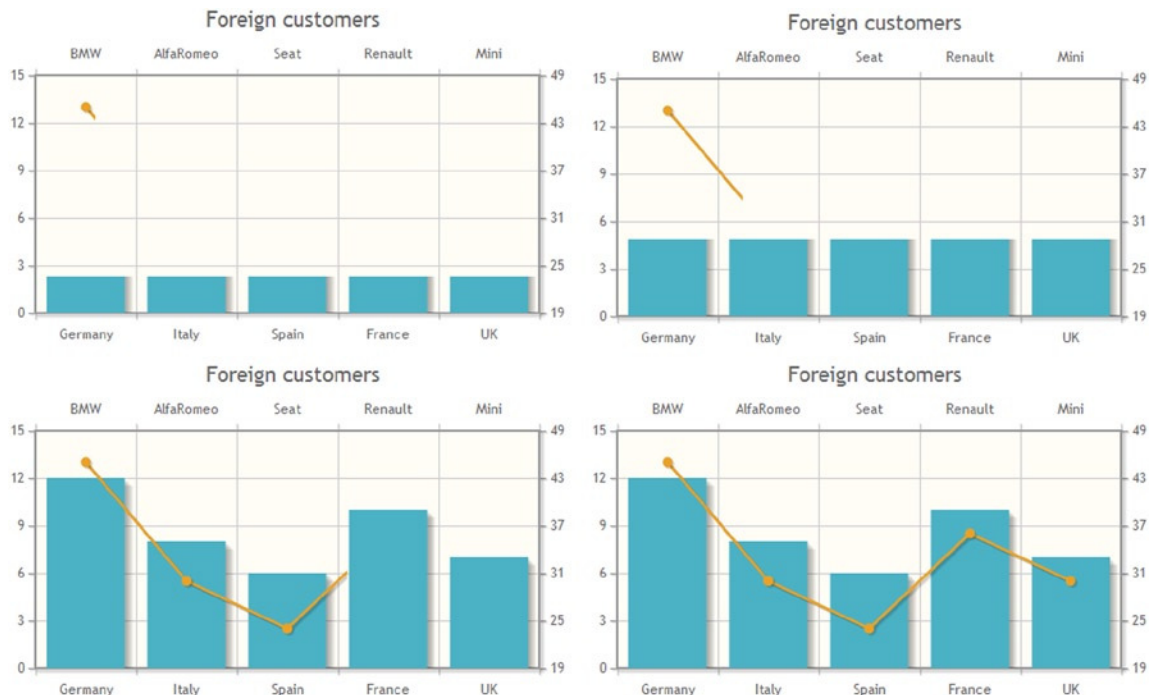 Foreign customers
BMW AlfaRomeo Seat Renault Mini
15 49
12 43
9 37
6 31
3 25
0 19
Germany Italy Spain France UK
Foreign customers
BMW AlfaRomeo Seat Renault Mini
15 49
12 43
9 37
6 31
3 25
0 19
Germany Italy Spain France UK
Foreign customers
BMW AlfaRomeo Seat Renault Mini
15 49
12 43
9 37
6 31
3 25
0 19
Germany Italy Spain France UK
Foreign customers
BMW AlfaRomeo Seat Renault Mini
15 49
12 43
9 37
6 31
3 25
0 19
Germany Italy Spain France UK